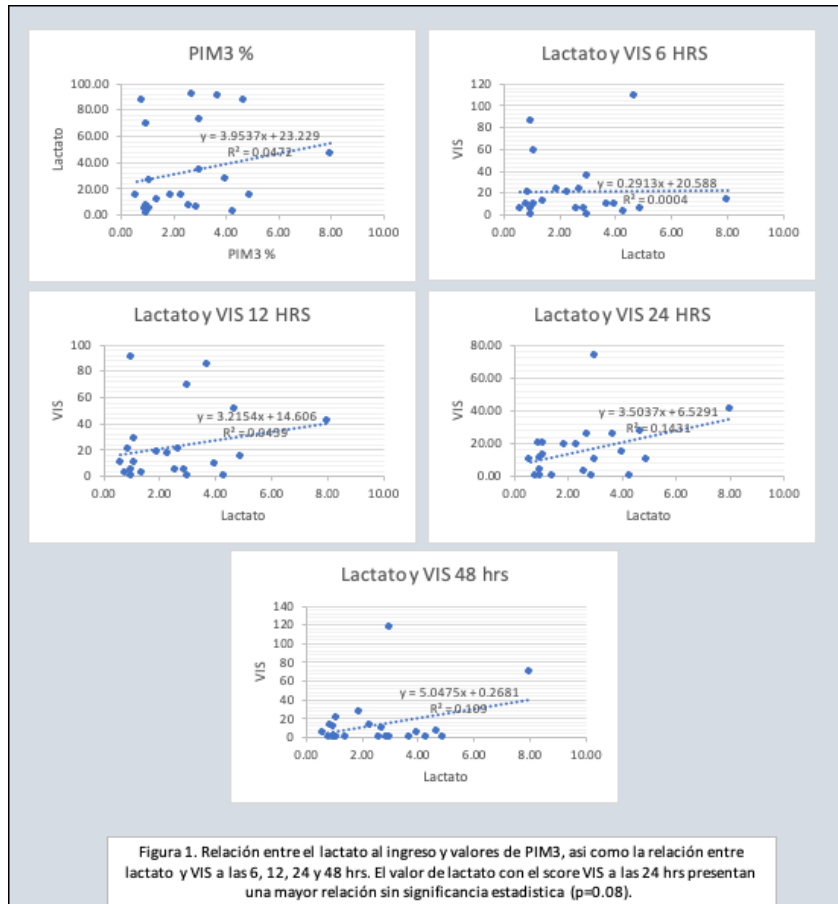 PIM3 %
100.00
80.00
60.00
40.00
20.00
0.00
Lactato
y = 3.9537x + 23.229
R² = 0.0472
0.00 2.00 4.00 6.00 8.00 10.00
PIM3 %
Lactato y VIS 6 HRS
120
100
80
60
40
20
0
VIS
y = 0.2913x + 20.588
R² = 0.0004
0.00 2.00 4.00 6.00 8.00 10.00
Lactato
Lactato y VIS 12 HRS
100
80
60
40
20
0
VIS
y = 3.2154x + 14.606
R² = 0.0435
0.00 2.00 4.00 6.00 8.00 10.00
Lactato
Lactato y VIS 24 HRS
80.00
60.00
40.00
20.00
0.00
VIS
y = 3.5037x + 6.5291
R² = 0.1431
0.00 2.00 4.00 6.00 8.00 10.00
Lactato
Lactato y VIS 48 hrs
140
120
100
80
60
40
20
0
VIS
y = 5.0475x + 0.2681
R² = 0.109
0.00 2.00 4.00 6.00 8.00 10.00
Lactato
Figura 1. Relación entre el lactato al ingreso y valores de PIM3, asi como la relación entre
lactato y VIS a las 6, 12, 24 y 48 hrs. El valor de lactato con el score VIS a las 24 hrs presentan
una mayor relación sin significancia estadistica (p=0.08).